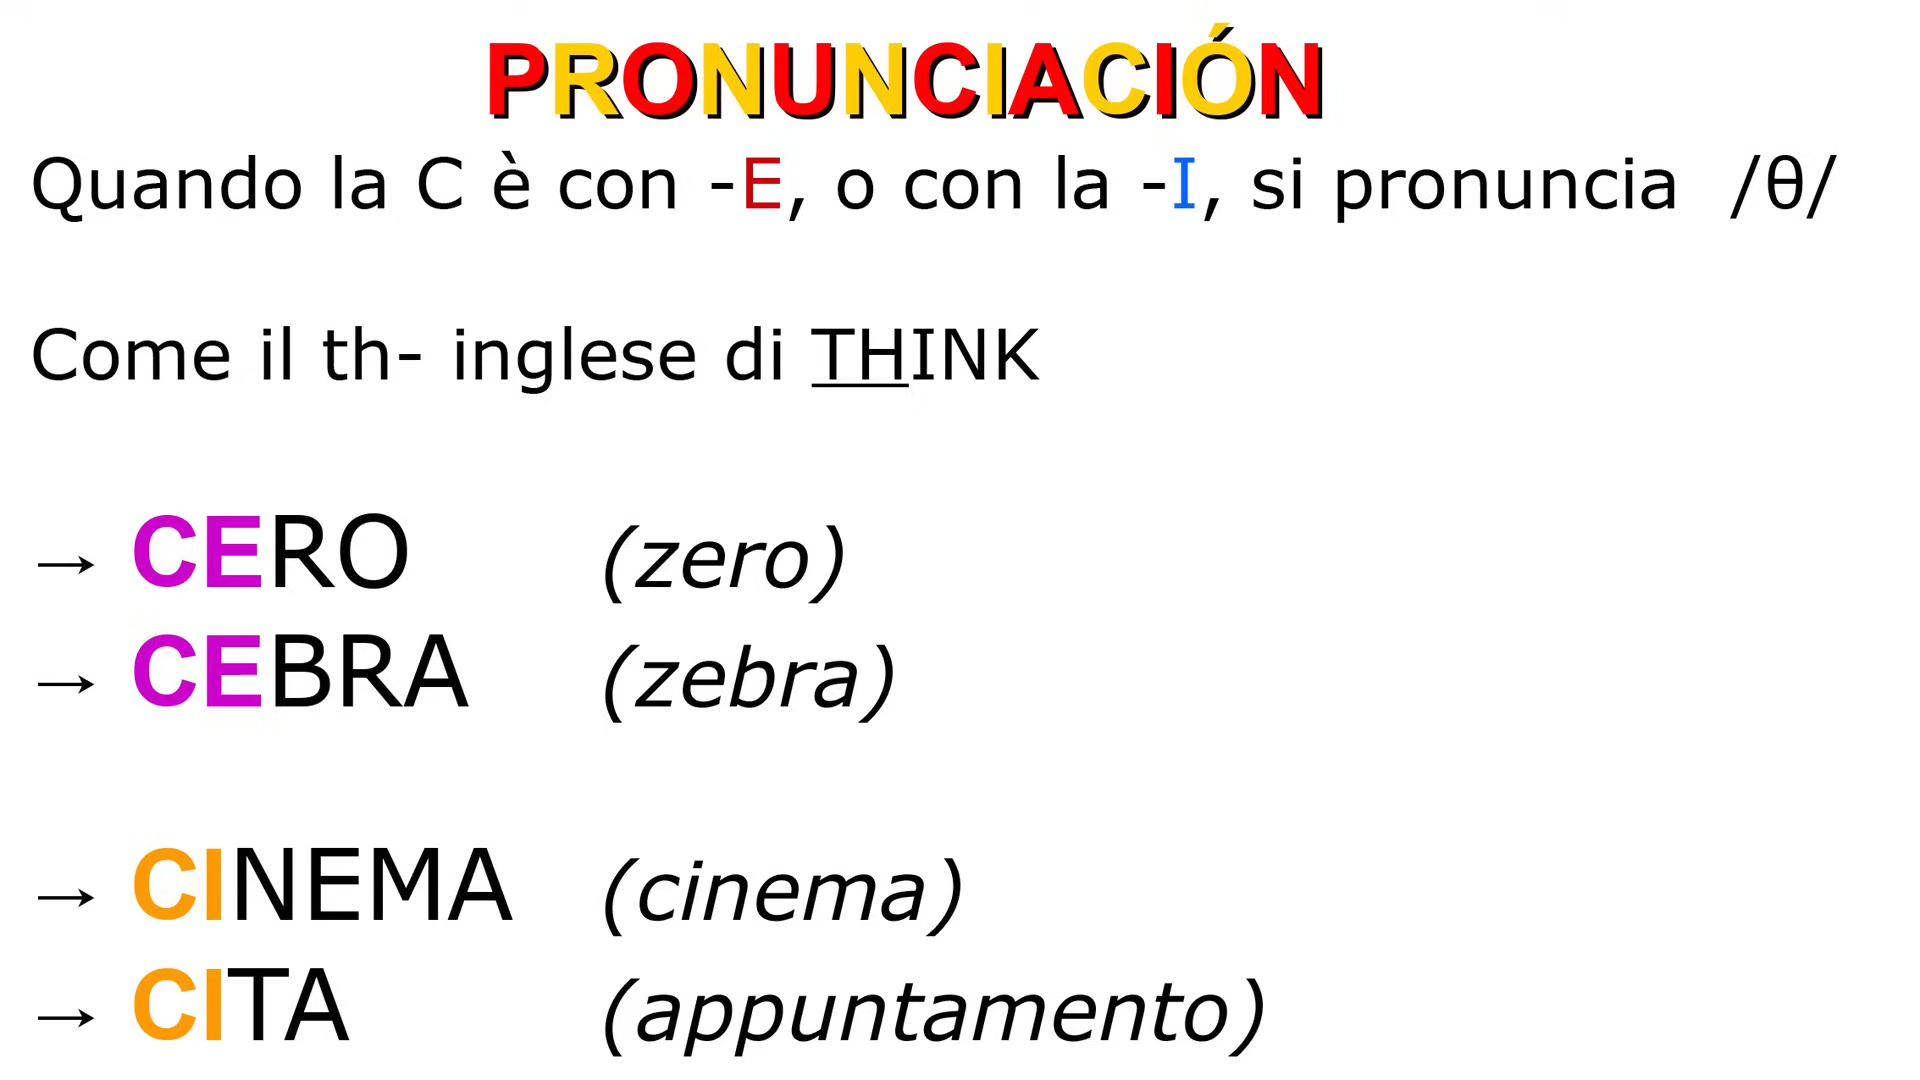 PRONUNCIACIÓN
Quando la C è con -E, o con la -I, si pronuncia /θ/
Come il th- inglese di THINK
→ CERO (zero)
→ CEBRA (zebra)
→ CINEMA (cinema)
→ CITA (appuntamento)